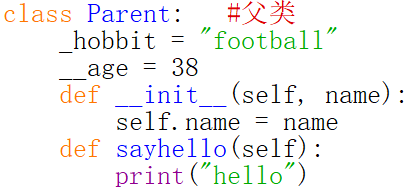 class Parent:   #父类
    _hobbit = "football"
    __age = 38
    def __init__(self, name):
        self.name = name
    def sayhello(self):
        print("hello")